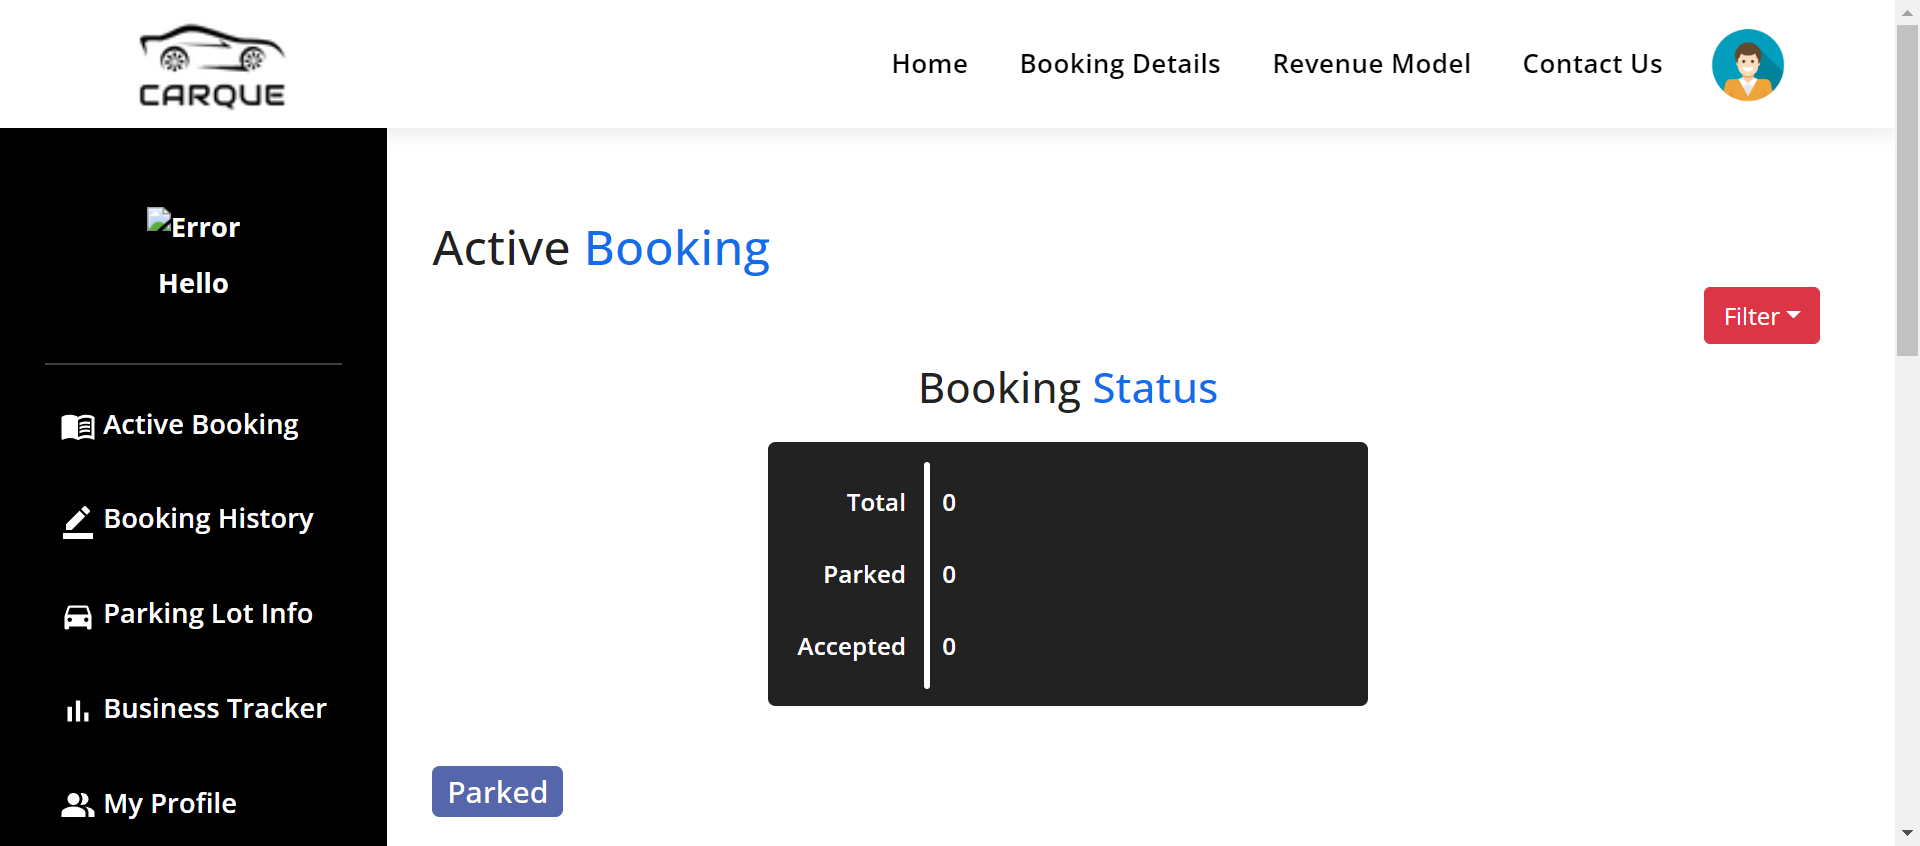 CARQUE
Home Booking Details Revenue Model Contact Us
Error
Hello
Active Booking
Booking History
Parking Lot Info
Business Tracker
My Profile
Active Booking
Filter
Booking Status
Total 0
Parked 0
Accepted 0
Parked